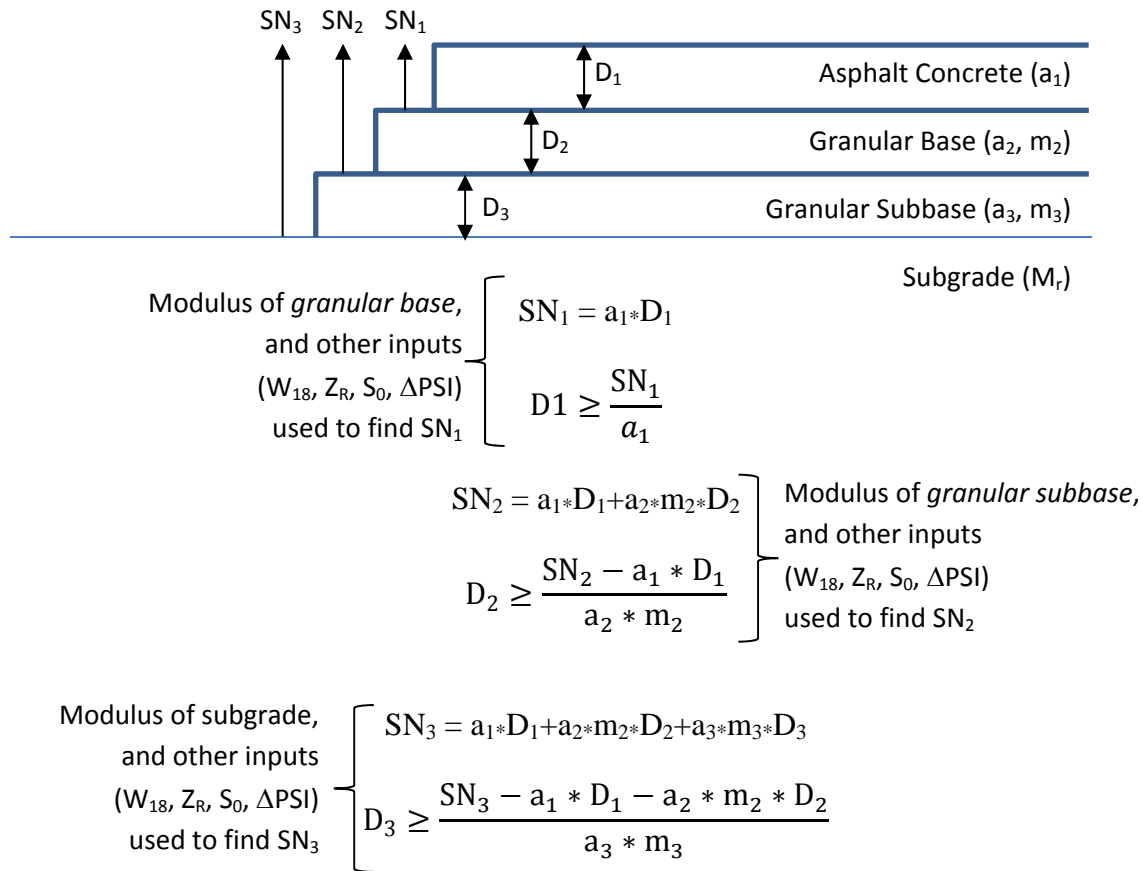 SN₃ SN₂ SN₁
D₁
Asphalt Concrete (a₁)
D₂
Granular Base (a₂, m₂)
D₃
Granular Subbase (a₃, m₃)
Subgrade (Mᵣ)
Modulus of granular base,
and other inputs
(W₁₈, Z_R, S₀, ΔPSI)
used to find SN₁
SN₁ = a₁*D₁
D1 ≥ SN₁ / a₁
SN₂ = a₁*D₁+a₂*m₂*D₂
D₂ ≥ (SN₂ − a₁ * D₁) / (a₂ * m₂)
Modulus of granular subbase,
and other inputs
(W₁₈, Z_R, S₀, ΔPSI)
used to find SN₂
Modulus of subgrade,
and other inputs
(W₁₈, Z_R, S₀, ΔPSI)
used to find SN₃
SN₃ = a₁*D₁+a₂*m₂*D₂+a₃*m₃*D₃
D₃ ≥ (SN₃ − a₁ * D₁ − a₂ * m₂ * D₂) / (a₃ * m₃)